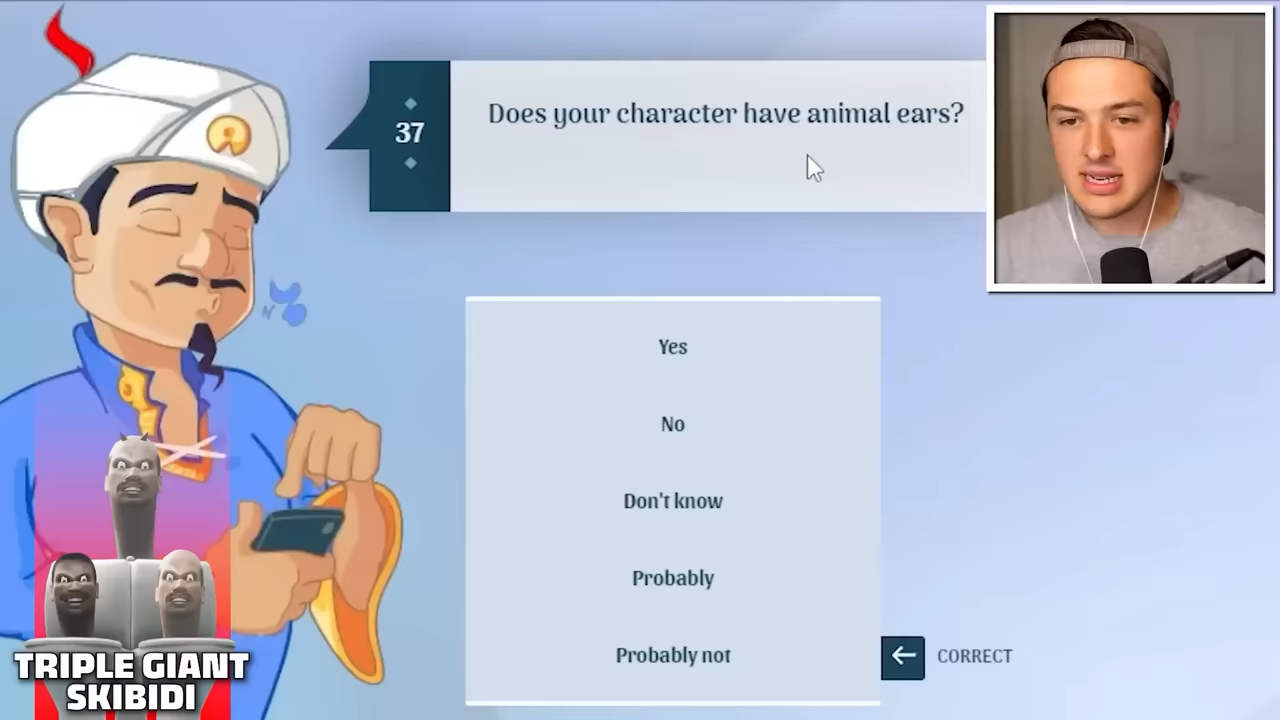 37
Does your character have animal ears?
Yes
No
Don't know
Probably
Probably not
CORRECT
TRIPLE GIANT
SKIBIDI